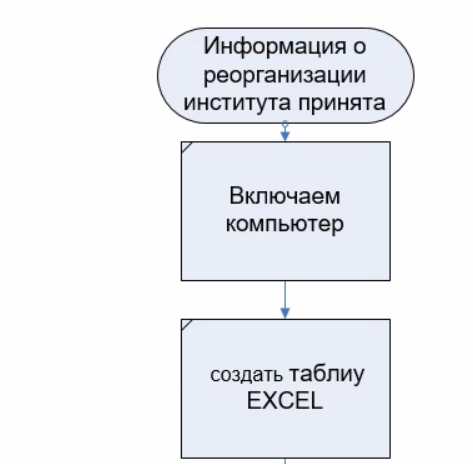 Информация о
реорганизации
института принята
Включаем
компьютер
создать таблиу
EXCEL